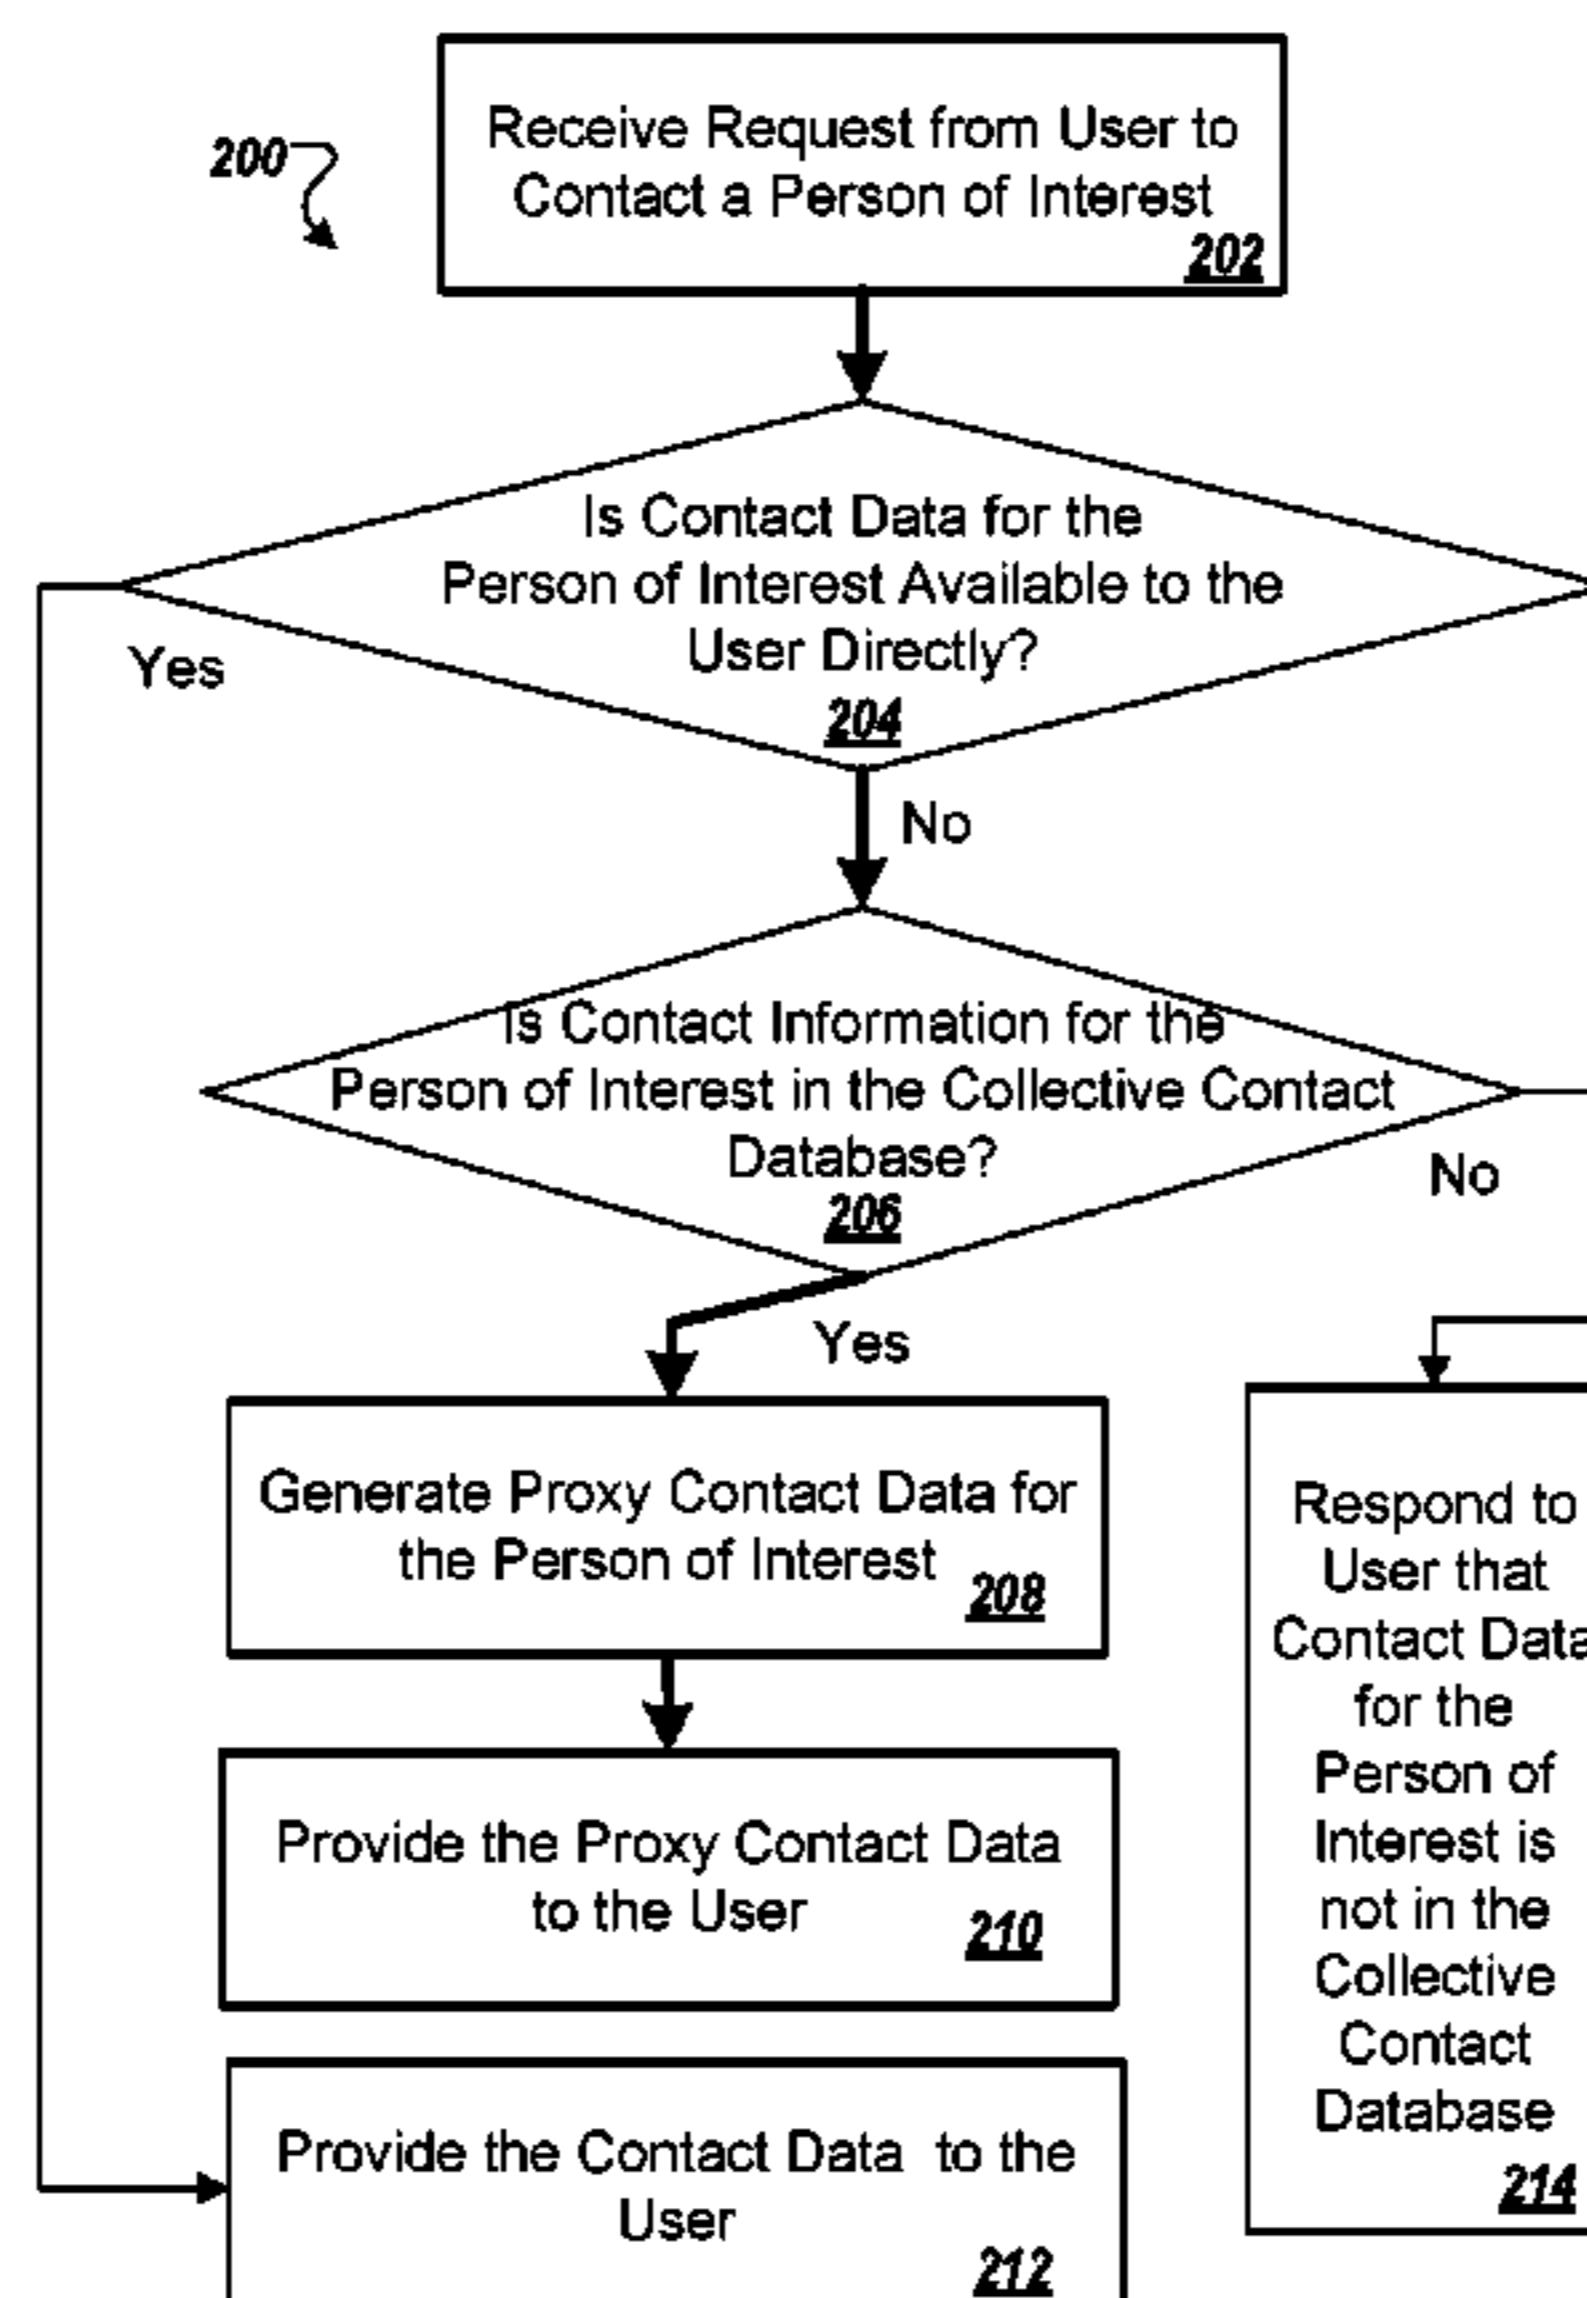 200
Receive Request from User to
Contact a Person of Interest
202
Is Contact Data for the
Person of Interest Available to the
User Directly?
204
Yes
No
Is Contact Information for the
Person of Interest in the Collective Contact
Database?
206
No
Yes
Generate Proxy Contact Data for
the Person of Interest
208
Provide the Proxy Contact Data
to the User
210
Provide the Contact Data to the
User
212
Respond to
User that
Contact Data
for the
Person of
Interest is
not in the
Collective
Contact
Database
214